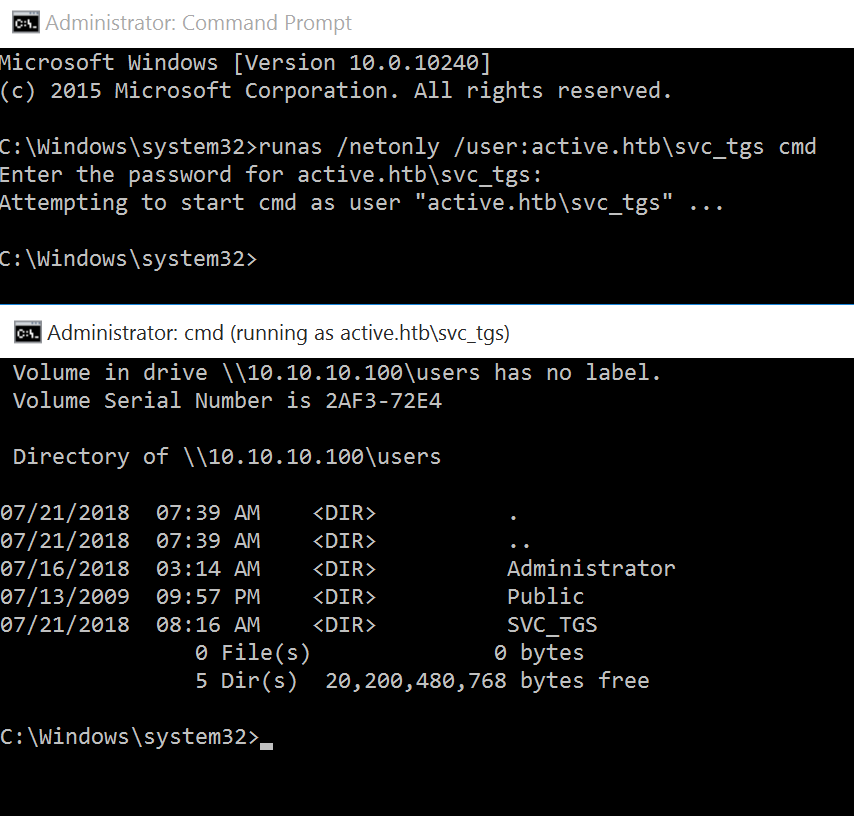 Administrator: Command Prompt
Microsoft Windows [Version 10.0.10240]
(c) 2015 Microsoft Corporation. All rights reserved.
C:\Windows\system32>runas /netonly /user:active.htb\svc_tgs cmd
Enter the password for active.htb\svc_tgs:
Attempting to start cmd as user "active.htb\svc_tgs" ...
C:\Windows\system32>
Administrator: cmd (running as active.htb\svc_tgs)
Volume in drive \\10.10.10.100\users has no label.
Volume Serial Number is 2AF3-72E4
Directory of \\10.10.10.100\users
07/21/2018  07:39 AM    <DIR>          .
07/21/2018  07:39 AM    <DIR>          ..
07/16/2018  03:14 AM    <DIR>          Administrator
07/13/2009  09:57 PM    <DIR>          Public
07/21/2018  08:16 AM    <DIR>          SVC_TGS
0 File(s)              0 bytes
5 Dir(s)  20,200,480,768 bytes free
C:\Windows\system32>